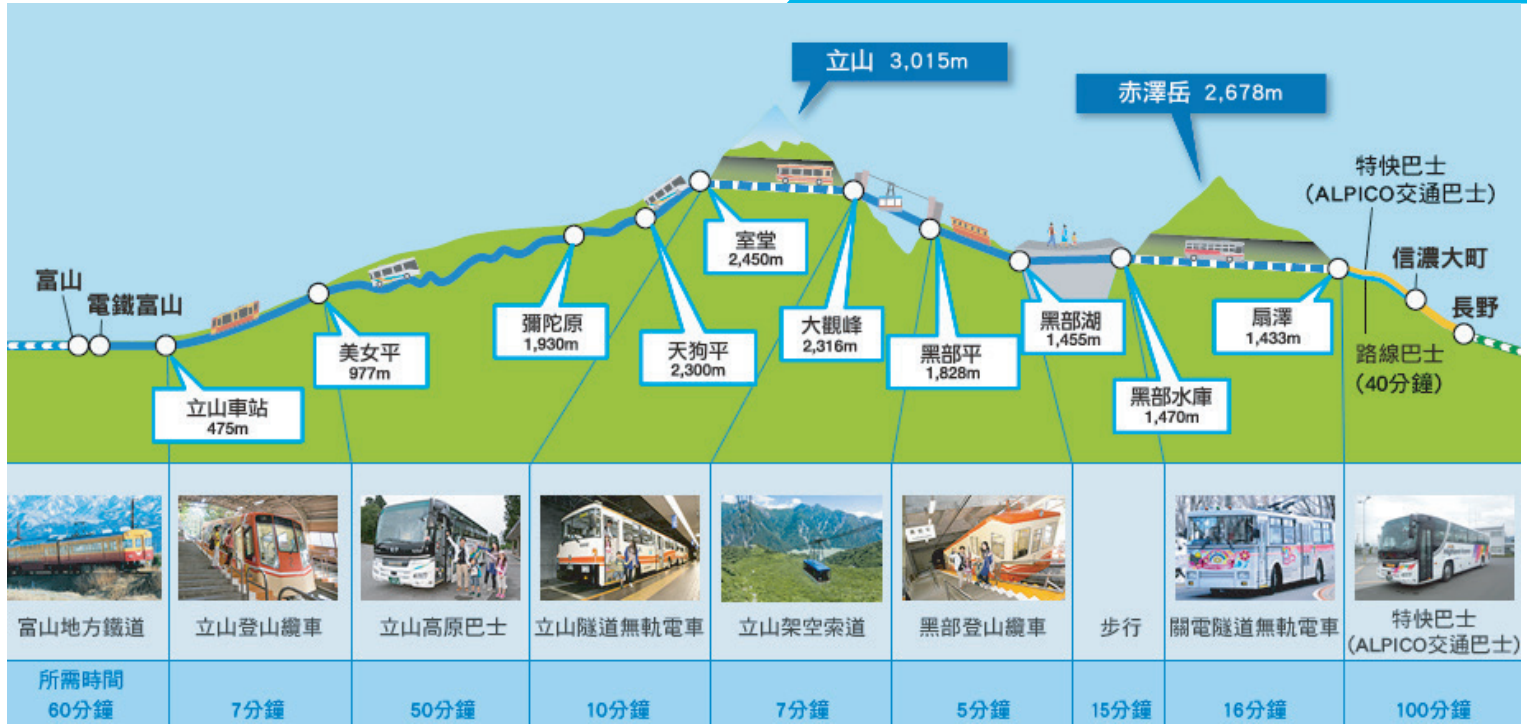 立山 3,015m
赤澤岳 2,678m
特快巴士
(ALPICO交通巴士)
富山
電鐵富山
信濃大町
長野
室堂
2,450m
彌陀原
1,930m
天狗平
2,300m
大觀峰
2,316m
黑部平
1,828m
黑部湖
1,455m
扇澤
1,433m
美女平
977m
路線巴士
(40分鐘)
黑部水庫
1,470m
立山車站
475m
富山地方鐵道
立山登山纜車
立山高原巴士
立山隧道無軌電車
立山架空索道
黑部登山纜車
步行
關電隧道無軌電車
特快巴士
(ALPICO交通巴士)
所需時間
60分鐘
7分鐘
50分鐘
10分鐘
7分鐘
5分鐘
15分鐘
16分鐘
100分鐘